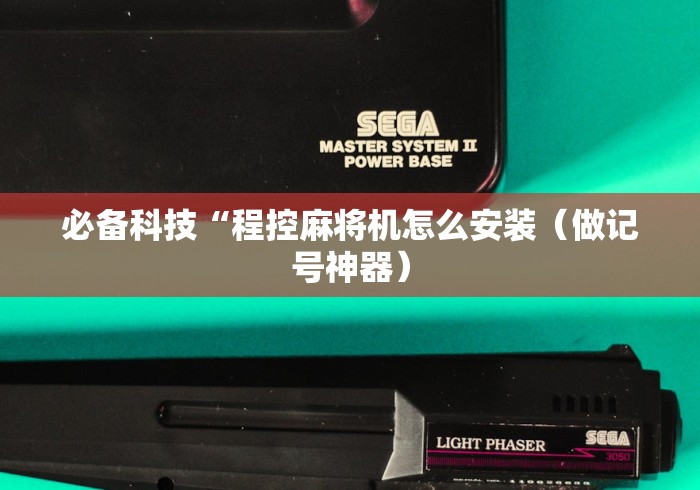 SEGA
MASTER SYSTEM II
POWER BASE
必备科技“程控麻将机怎么安装（做记
号神器）
LIGHT PHASER
SEGA
3050